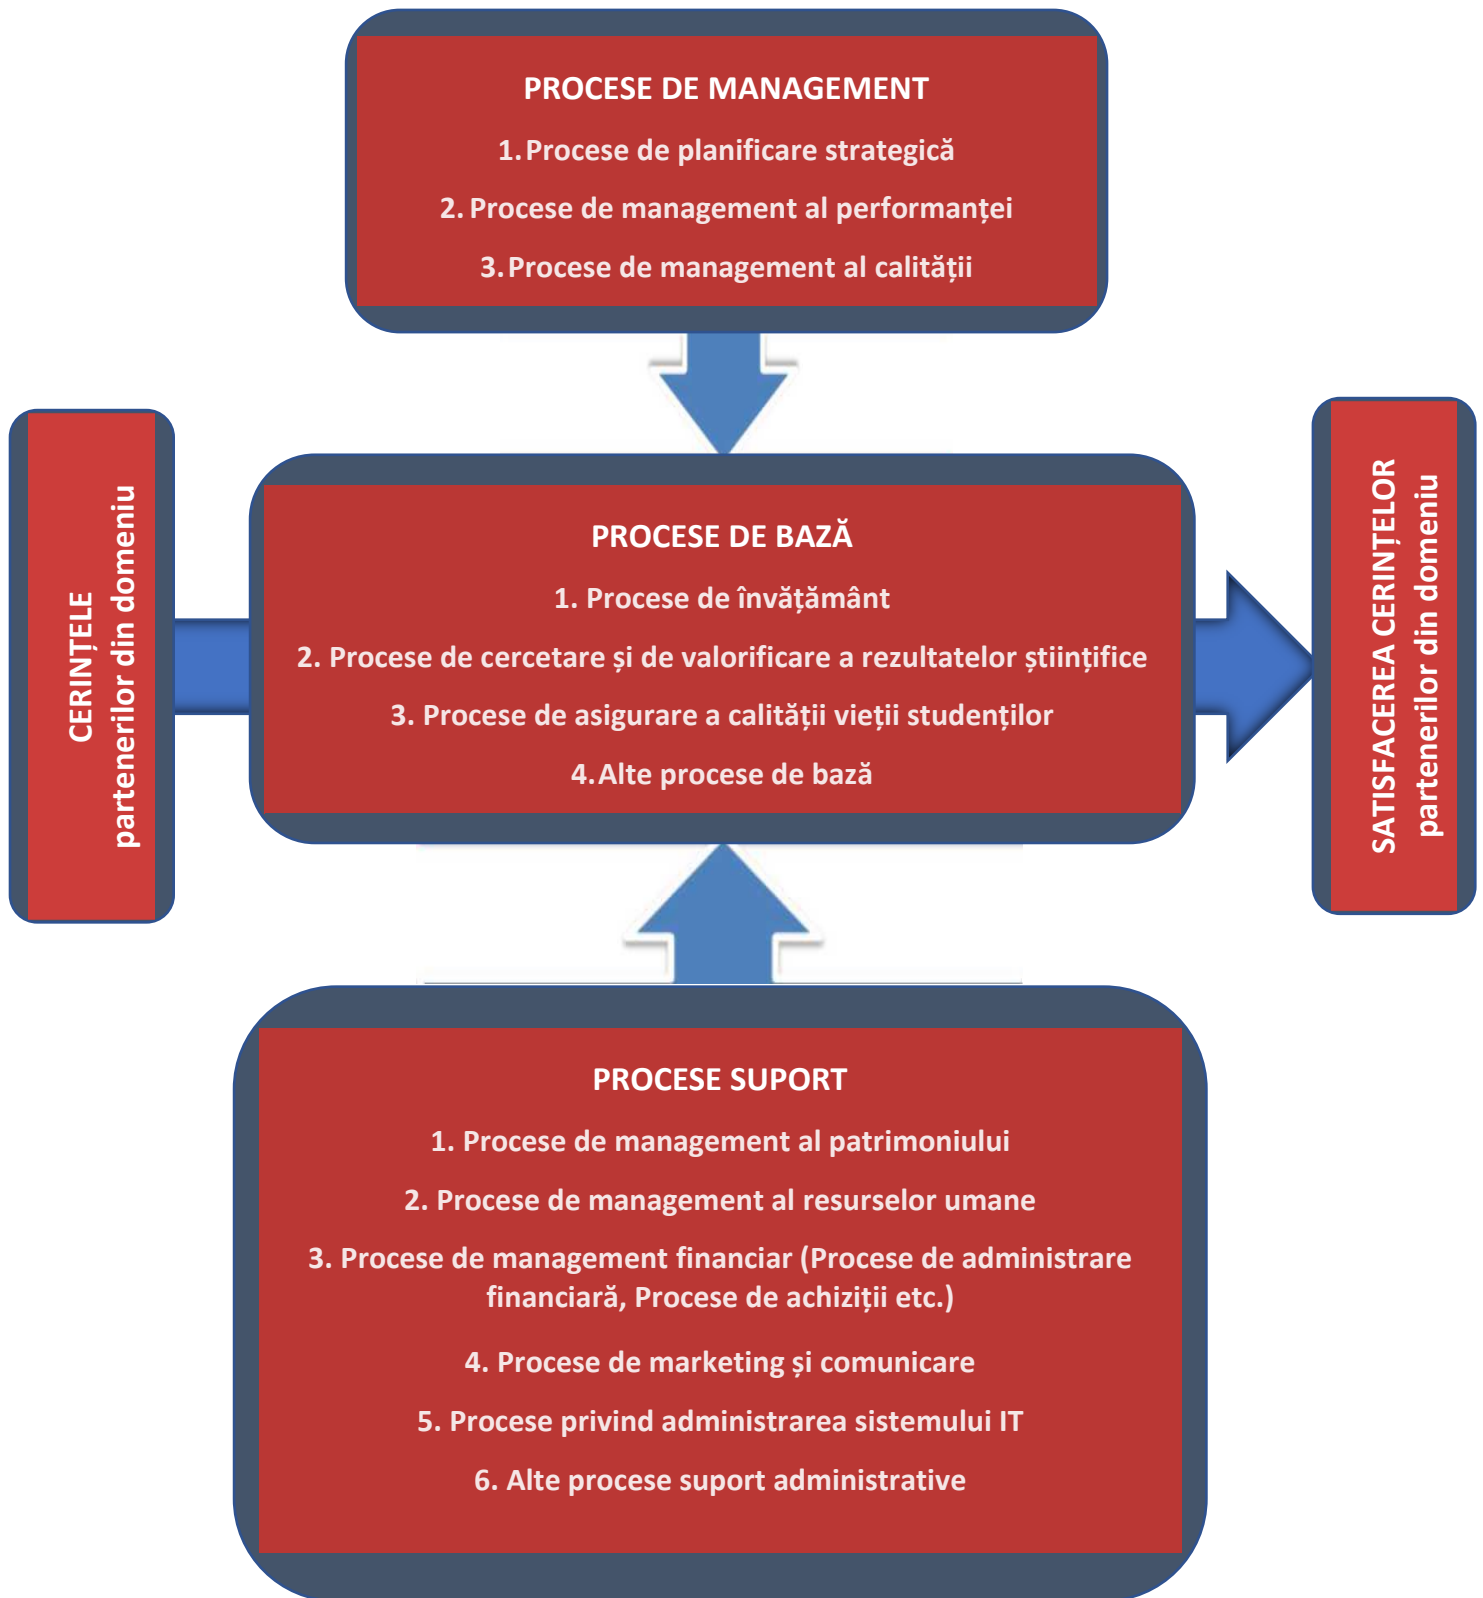 PROCESE DE MANAGEMENT
1. Procese de planificare strategică
2. Procese de management al performanței
3. Procese de management al calității
CERINȚELE
partenerilor din domeniu
PROCESE DE BAZĂ
1. Procese de învățământ
2. Procese de cercetare și de valorificare a rezultatelor științifice
3. Procese de asigurare a calității vieții studenților
4. Alte procese de bază
SATISFACEREA CERINȚELOR
partenerilor din domeniu
PROCESE SUPORT
1. Procese de management al patrimoniului
2. Procese de management al resurselor umane
3. Procese de management financiar (Procese de administrare
financiară, Procese de achiziții etc.)
4. Procese de marketing și comunicare
5. Procese privind administrarea sistemului IT
6. Alte procese suport administrative